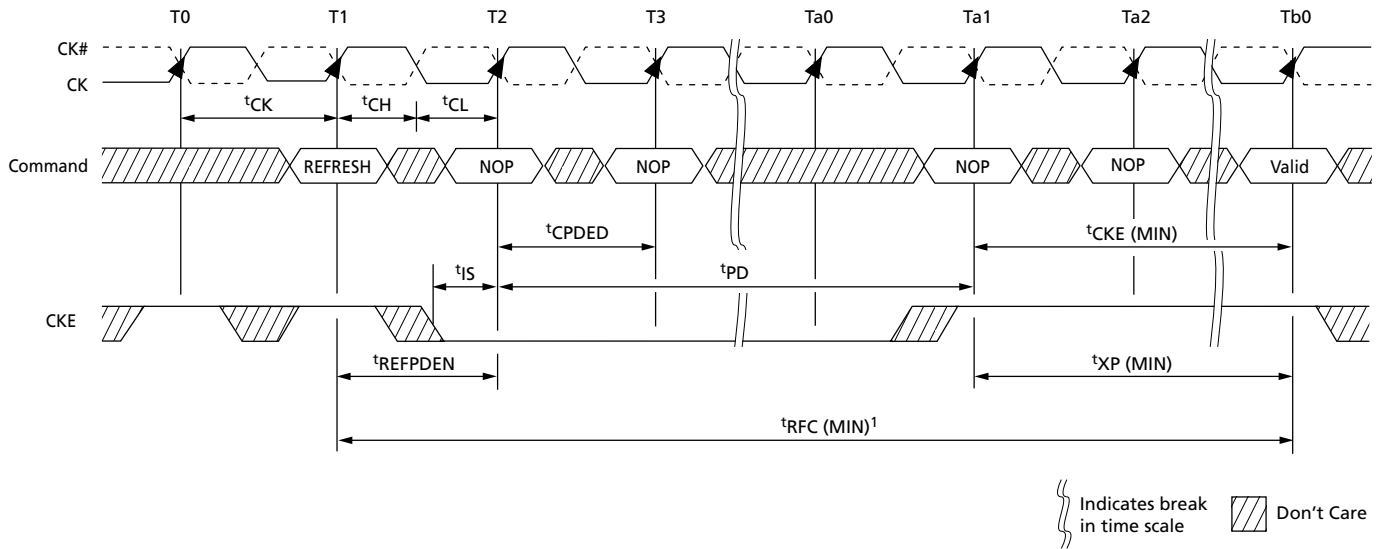 T0 T1 T2 T3 Ta0 Ta1 Ta2 Tb0
CK#
CK
tCK tCH tCL
Command REFRESH NOP NOP NOP NOP Valid
tCPDED tCKE (MIN)
tIS tPD
CKE
tREFPDEN tXP (MIN)
tRFC (MIN)1
Indicates break
in time scale
Don't Care